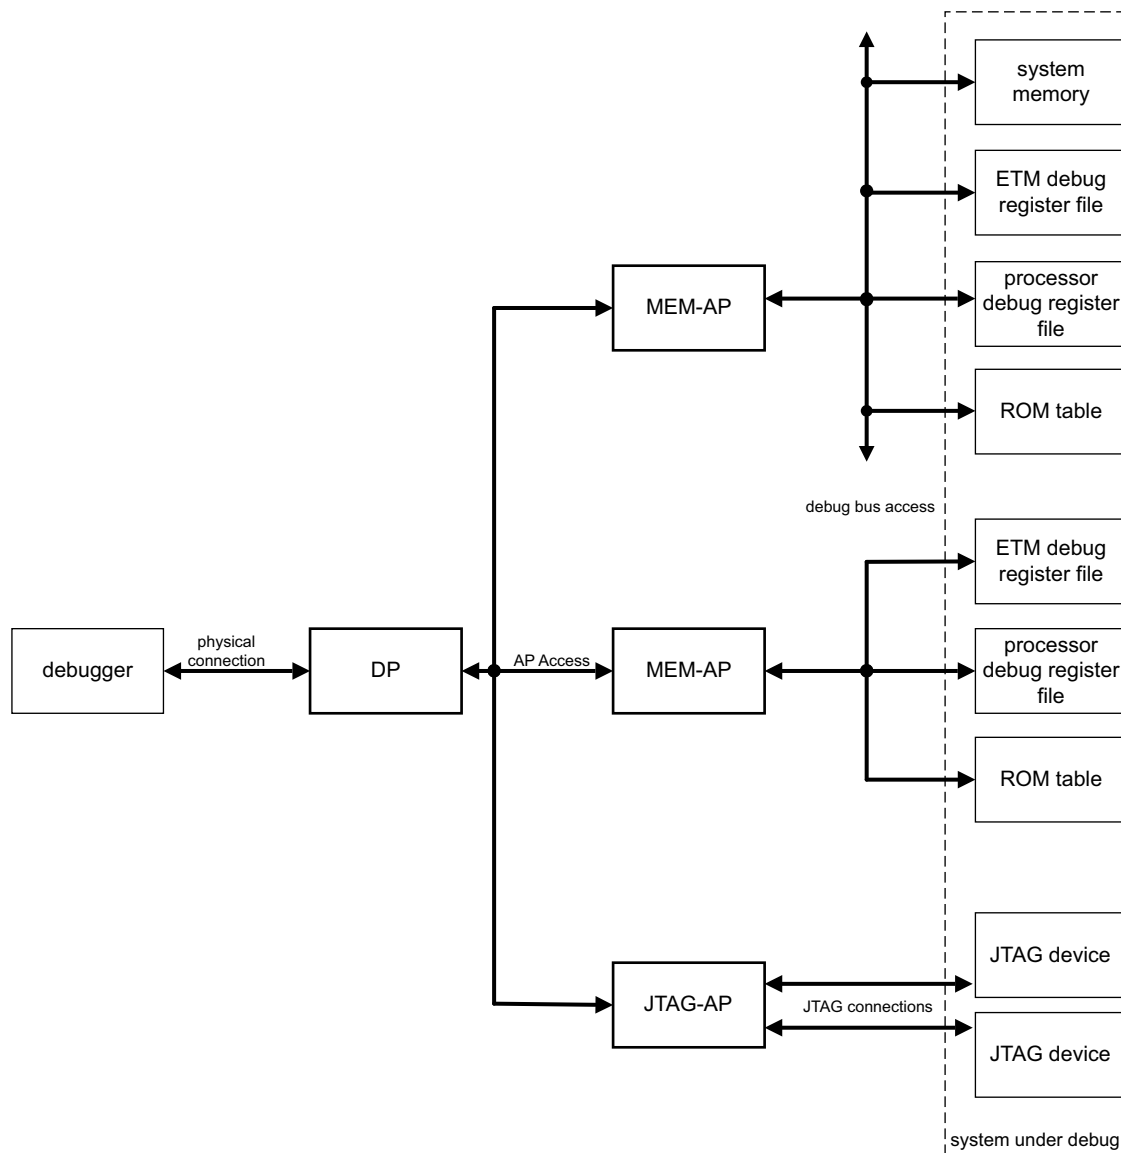 system
memory
ETM debug
register file
processor
debug register
file
MEM-AP
ROM table
debug bus access
ETM debug
register file
physical
connection
debugger
DP
AP Access
MEM-AP
processor
debug register
file
ROM table
JTAG device
JTAG-AP
JTAG connections
JTAG device
system under debug